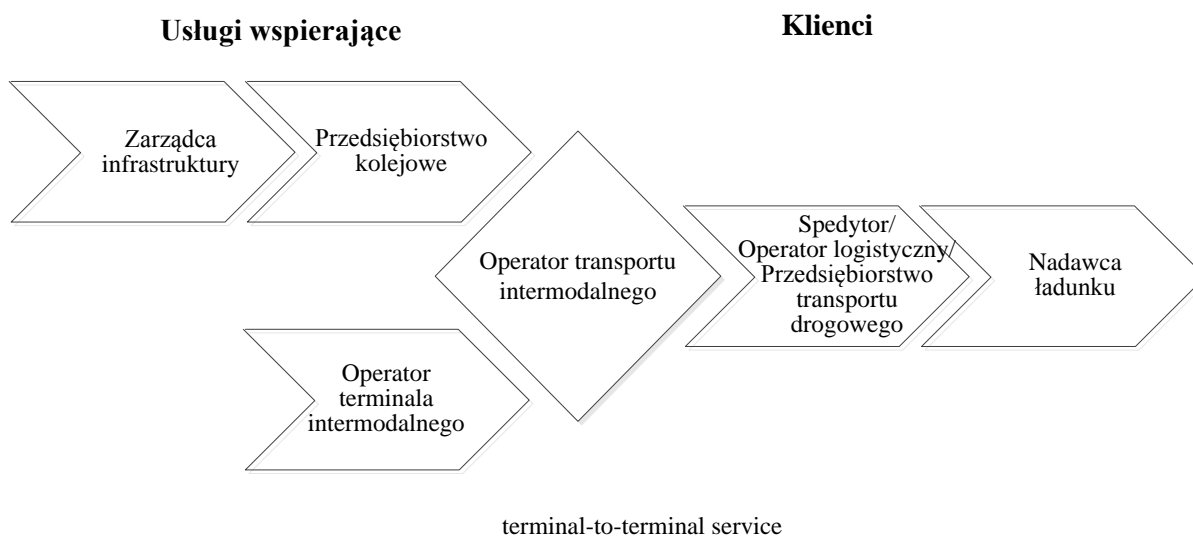 Usługi wspierające
Klienci
Zarządca
infrastruktury
Przedsiębiorstwo
kolejowe
Operator transportu
intermodalnego
Spedytor/
Operator logistyczny/
Przedsiębiorstwo
transportu
drogowego
Nadawca
ładunku
Operator
terminala
intermodalnego
terminal-to-terminal service